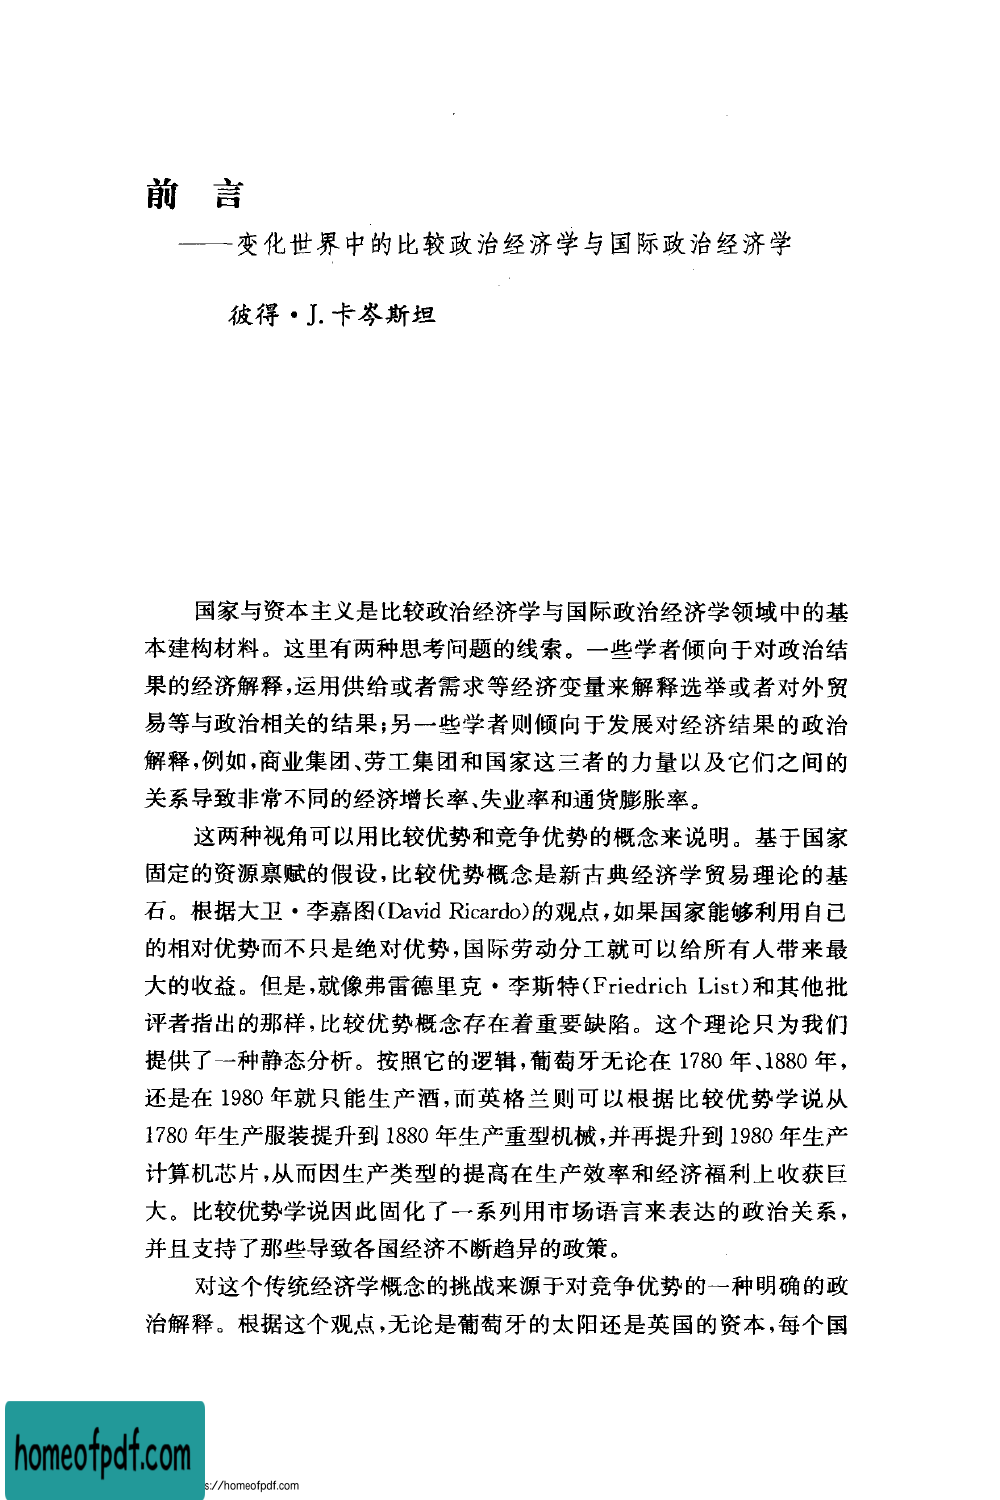 前 言
——变化世界中的比较政治经济学与国际政治经济学
彼得·J.卡岑斯坦
国家与资本主义是比较政治经济学与国际政治经济学领域中的基
本建构材料。这里有两种思考问题的线索。一些学者倾向于对政治结
果的经济解释,运用供给或者需求等经济变量来解释选举或者对外贸
易等与政治相关的结果;另一些学者则倾向于发展对经济结果的政治
解释,例如,商业集团、劳工集团和国家这三者的力量以及它们之间的
关系导致非常不同的经济增长率、失业率和通货膨胀率。
这两种视角可以用比较优势和竞争优势的概念来说明。基于国家
固定的资源禀赋的假设,比较优势概念是新古典经济学贸易理论的基
石。根据大卫·李嘉图(David Ricardo)的观点,如果国家能够利用自己
的相对优势而不只是绝对优势,国际劳动分工就可以给所有人带来最
大的收益。但是,就像弗雷德里克·李斯特(Friedrich List)和其他批
评者指出的那样,比较优势概念存在着重要缺陷。这个理论只为我们
提供了一种静态分析。按照它的逻辑,葡萄牙无论在 1780 年、1880 年,
还是在 1980 年就只能生产酒,而英格兰则可以根据比较优势学说从
1780 年生产服装提升到 1880 年生产重型机械,并再提升到 1980 年生产
计算机芯片,从而因生产类型的提高在生产效率和经济福利上收获巨
大。比较优势学说因此固化了一系列用市场语言来表达的政治关系,
并且支持了那些导致各国经济不断趋异的政策。
对这个传统经济学概念的挑战来源于对竞争优势的一种明确的政
治解释。根据这个观点,无论是葡萄牙的太阳还是英国的资本,每个国
homeofpdf.com
s://homeofpdf.com